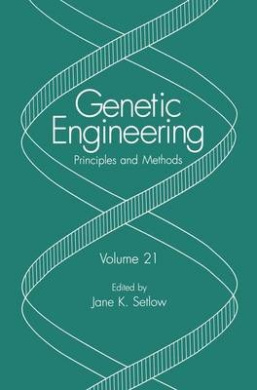 Genetic
Engineering
Principles and Methods
Volume 21
Edited by
Jane K. Setlow